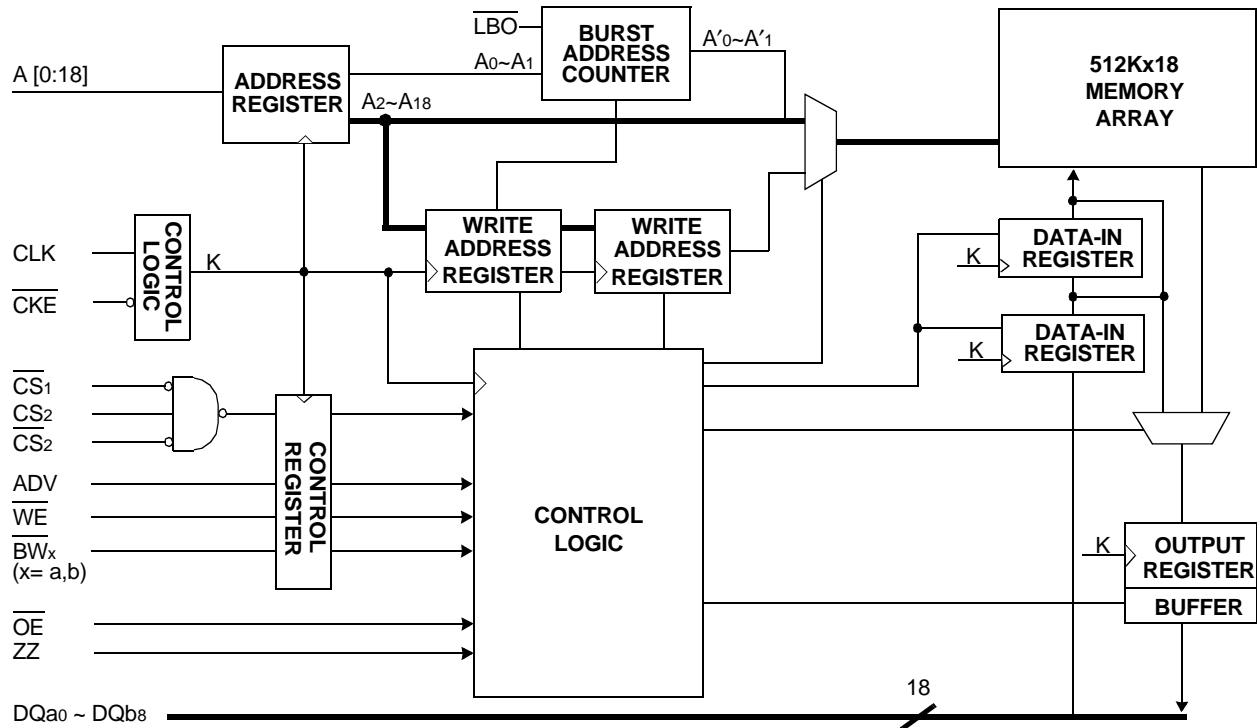 LBO
BURST
ADDRESS
COUNTER
A′0~A′1
A [0:18]
ADDRESS
REGISTER
A0~A1
A2~A18
512Kx18
MEMORY
ARRAY
CLK
CKE
CONTROL
LOGIC
K
WRITE
ADDRESS
REGISTER
WRITE
ADDRESS
REGISTER
K
DATA-IN
REGISTER
K
DATA-IN
REGISTER
CS1
CS2
CS2
ADV
WE
BWx
(x= a,b)
OE
ZZ
CONTROL
REGISTER
CONTROL
LOGIC
K
OUTPUT
REGISTER
BUFFER
DQa0 ~ DQb8
18